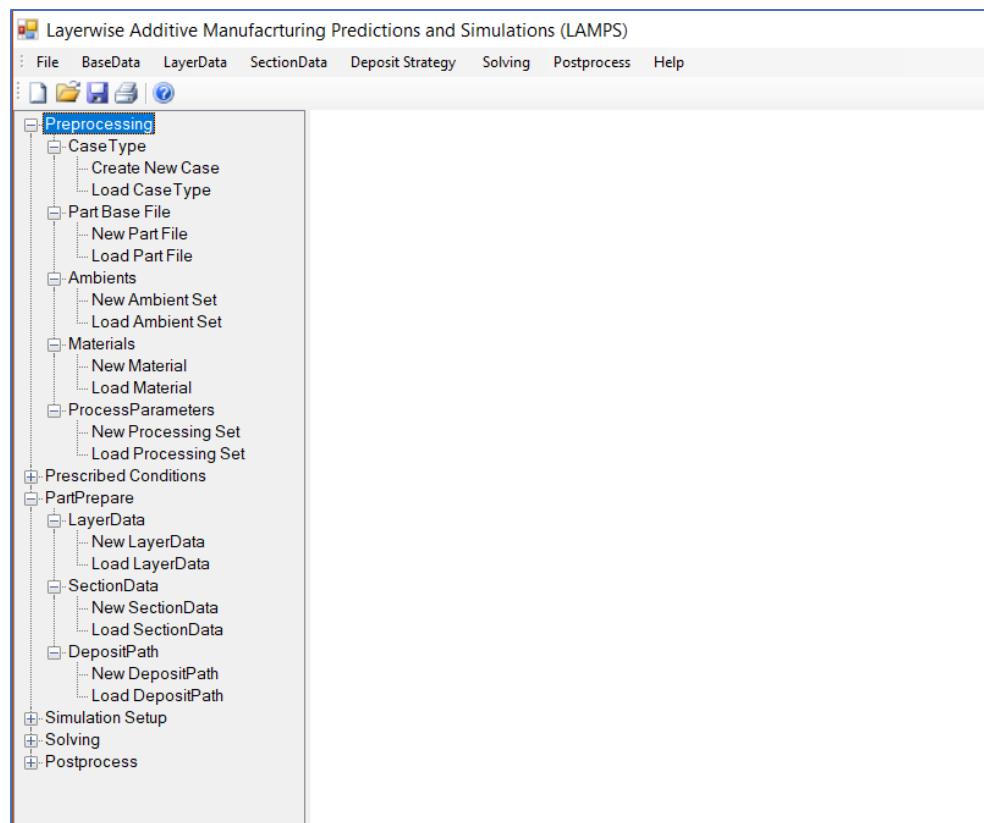 Layerwise Additive Manufacrturing Predictions and Simulations (LAMPS)
File BaseData LayerData SectionData Deposit Strategy Solving Postprocess Help
Preprocessing
CaseType
Create New Case
Load CaseType
Part Base File
New Part File
Load Part File
Ambients
New Ambient Set
Load Ambient Set
Materials
New Material
Load Material
ProcessParameters
New Processing Set
Load Processing Set
Prescribed Conditions
PartPrepare
LayerData
New LayerData
Load LayerData
SectionData
New SectionData
Load SectionData
DepositPath
New DepositPath
Load DepositPath
Simulation Setup
Solving
Postprocess